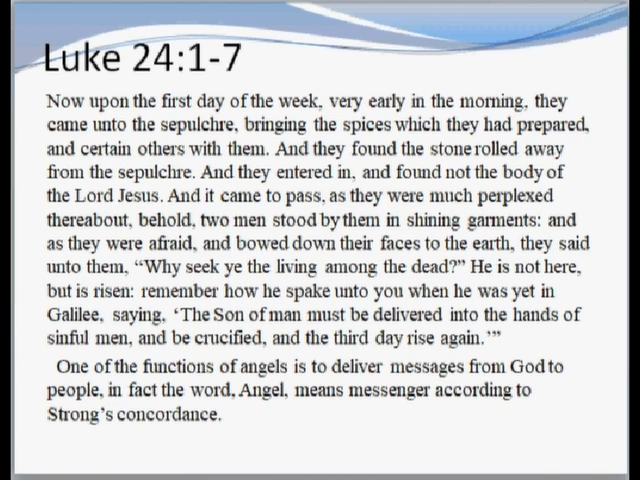 Luke 24:1-7
Now upon the first day of the week, very early in the morning, they
came unto the sepulchre, bringing the spices which they had prepared,
and certain others with them. And they found the stone rolled away
from the sepulchre. And they entered in, and found not the body of
the Lord Jesus. And it came to pass, as they were much perplexed
thereabout, behold, two men stood by them in shining garments: and
as they were afraid, and bowed down their faces to the earth, they said
unto them, “Why seek ye the living among the dead?” He is not here,
but is risen: remember how he spake unto you when he was yet in
Galilee, saying, ‘The Son of man must be delivered into the hands of
sinful men, and be crucified, and the third day rise again.’”
One of the functions of angels is to deliver messages from God to
people, in fact the word, Angel, means messenger according to
Strong’s concordance.